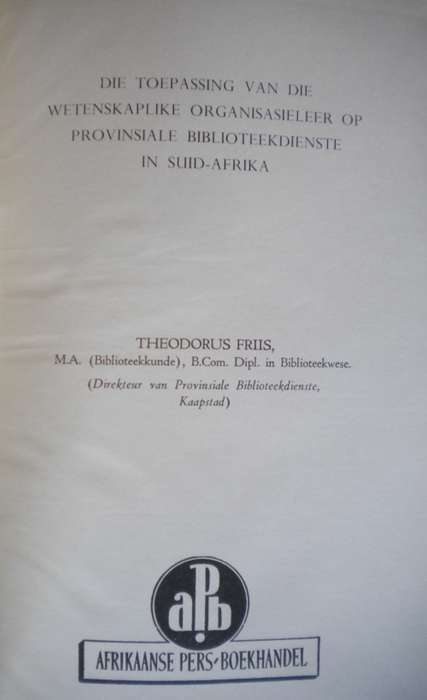 DIE TOEPASSING VAN DIE
WETENSKAPLIKE ORGANISASIELEER OP
PROVINSIALE BIBLIOTEEKDIENSTE
IN SUID-AFRIKA
THEODORUS FRIIS,
M.A. (Biblioteekkunde), B.Com. Dipl. in Biblioteekwese.
(Direkteur van Provinsiale Biblioteekdienste,
Kaapstad)
aPb
AFRIKAANSE PERS-BOEKHANDEL